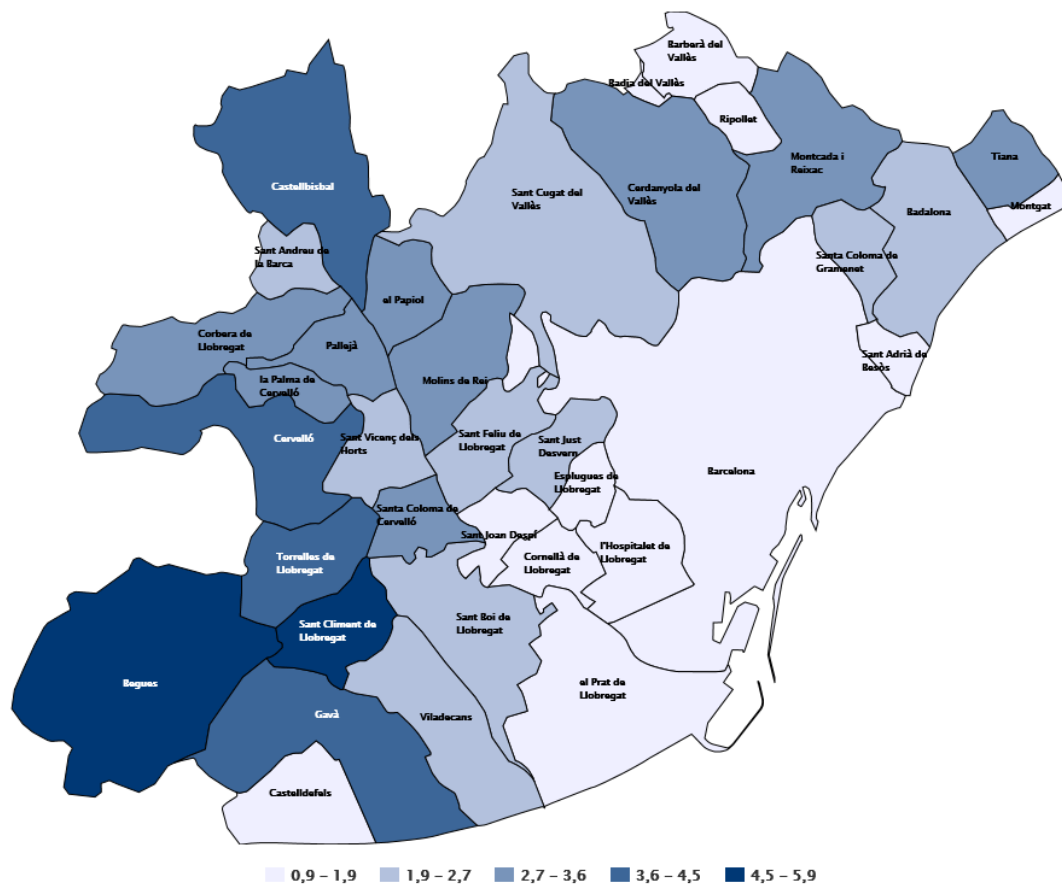 Barberà del
Vallès
Badia del Vallès
Ripollet
Montcada i
Reixac
Tiana
Castellbisbal
Sant Cugat del
Vallès
Cerdanyola del
Vallès
Montgat
Badalona
Sant Andreu de
la Barca
Santa Coloma de
Gramenet
el Papiol
Corbera de
Llobregat
Pallejà
Sant Adrià de
Besòs
la Palma de
Cervelló
Molins de Rei
Cervelló
Sant Vicenç dels
Horts
Sant Feliu de
Llobregat
Sant Just
Desvern
Barcelona
Esplugues de
Llobregat
Santa Coloma de
Cervelló
Sant Joan Despí
Torrelles de
Llobregat
Cornellà de
Llobregat
l'Hospitalet de
Llobregat
Sant Climent de
Llobregat
Sant Boi de
Llobregat
Begues
el Prat de
Llobregat
Gavà
Viladecans
Castelldefels
0,9 – 1,9
1,9 – 2,7
2,7 – 3,6
3,6 – 4,5
4,5 – 5,9